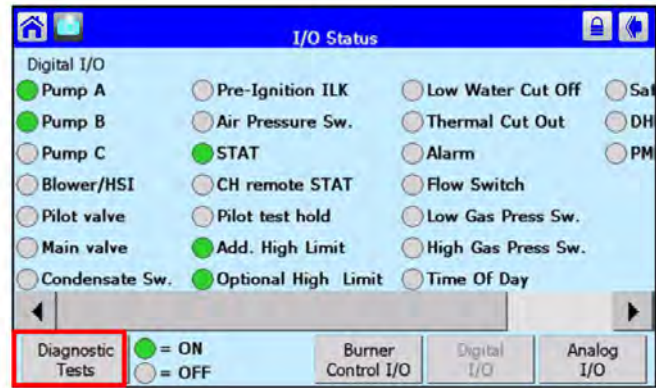 I/O Status
Digital I/O
Pump A Pre-Ignition ILK Low Water Cut Off Sat
Pump B Air Pressure Sw. Thermal Cut Out DH
Pump C STAT Alarm PM
Blower/HSI CH remote STAT Flow Switch
Pilot valve Pilot test hold Low Gas Press Sw.
Main valve Add. High Limit High Gas Press Sw.
Condensate Sw. Optional High Limit Time Of Day
Diagnostic Tests
= ON
= OFF
Burner Control I/O
Digital I/O
Analog I/O